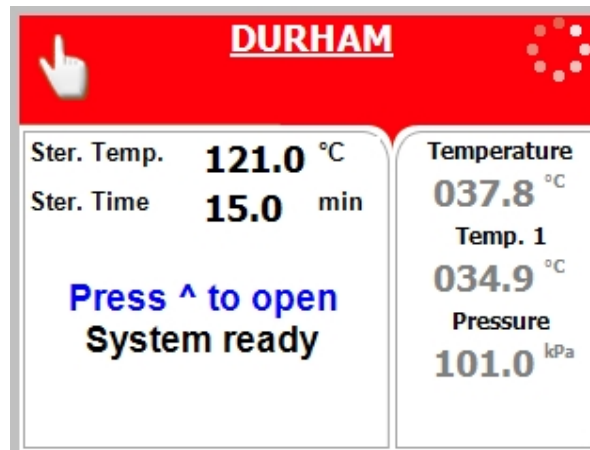 DURHAM
Ster. Temp. 121.0 °C
Ster. Time 15.0 min
Press ^ to open
System ready
Temperature
037.8 °C
Temp. 1
034.9 °C
Pressure
101.0 kPa